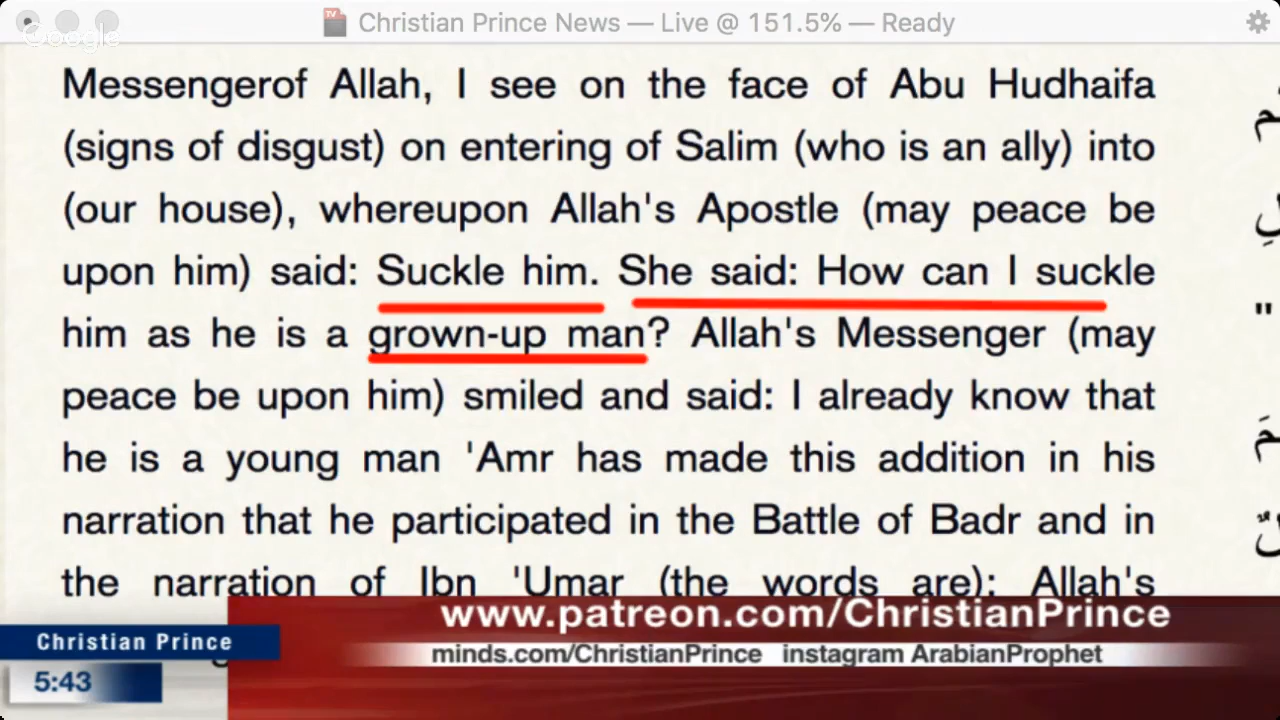 Christian Prince News — Live @ 151.5% — Ready
Google
Messengerof Allah, I see on the face of Abu Hudhaifa
(signs of disgust) on entering of Salim (who is an ally) into
(our house), whereupon Allah's Apostle (may peace be
upon him) said: Suckle him. She said: How can I suckle
him as he is a grown-up man? Allah's Messenger (may
peace be upon him) smiled and said: I already know that
he is a young man 'Amr has made this addition in his
narration that he participated in the Battle of Badr and in
the narration of Ibn 'Umar (the words are): Allah's
www.patreon.com/ChristianPrince
Christian Prince
minds.com/ChristianPrince instagram ArabianProphet
5:43